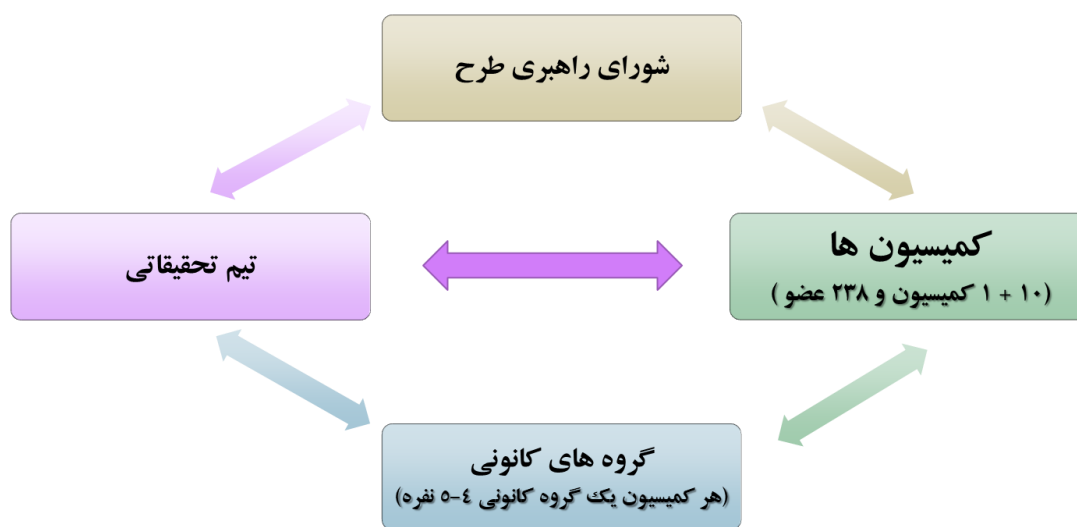 شورای راهبری طرح
تیم تحقیقاتی
کمیسیون ها
(۱۰ + ۱ کمیسیون و ۲۳۸ عضو )
گروه های کانونی
(هر کمیسیون یک گروه کانونی ٤-٥ نفره)